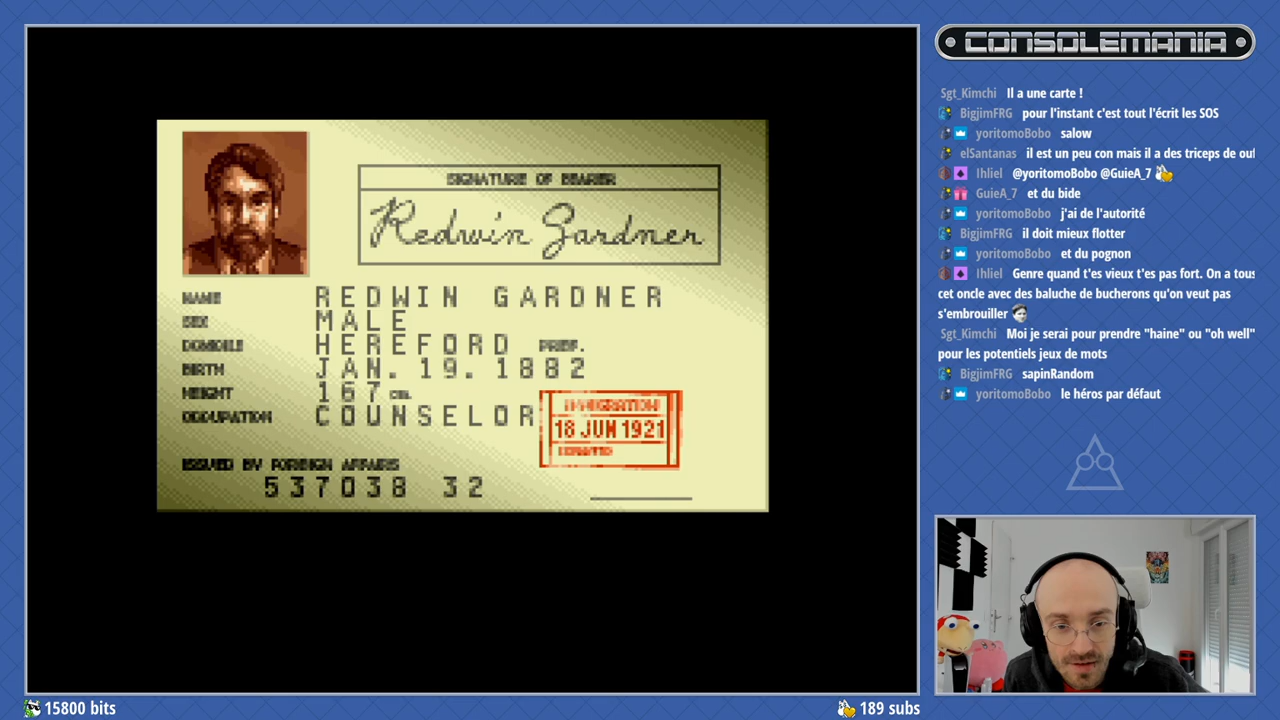 CONSOLEMANIA
SIGNATURE OF BEARER
Redwin Gardner
NAME REDWIN GARDNER
SEX MALE
DOMICILE HEREFORD PREF.
BIRTH JAN. 19. 1882
HEIGHT 167 CM.
OCCUPATION COUNSELOR
IMMIGRATION
18 JUN 1921
ISSUED BY FOREIGN AFFAIRS
537038 32
Sgt_Kimchi Il a une carte !
BigjimFRG pour l'instant c'est tout l'écrit les SOS
yoritomoBobo salow
elSantanas il est un peu con mais il a des triceps de ouf
Ihliel @yoritomoBobo @GuieA_7
GuieA_7 et du bide
yoritomoBobo j'ai de l'autorité
BigjimFRG il doit mieux flotter
yoritomoBobo et du pognon
Ihliel Genre quand t'es vieux t'es pas fort. On a tous
cet oncle avec des baluche de bucherons qu'on veut pas
s'embrouiller
Sgt_Kimchi Moi je serai pour prendre "haine" ou "oh well"
pour les potentiels jeux de mots
BigjimFRG sapinRandom
yoritomoBobo le héros par défaut
15800 bits
189 subs